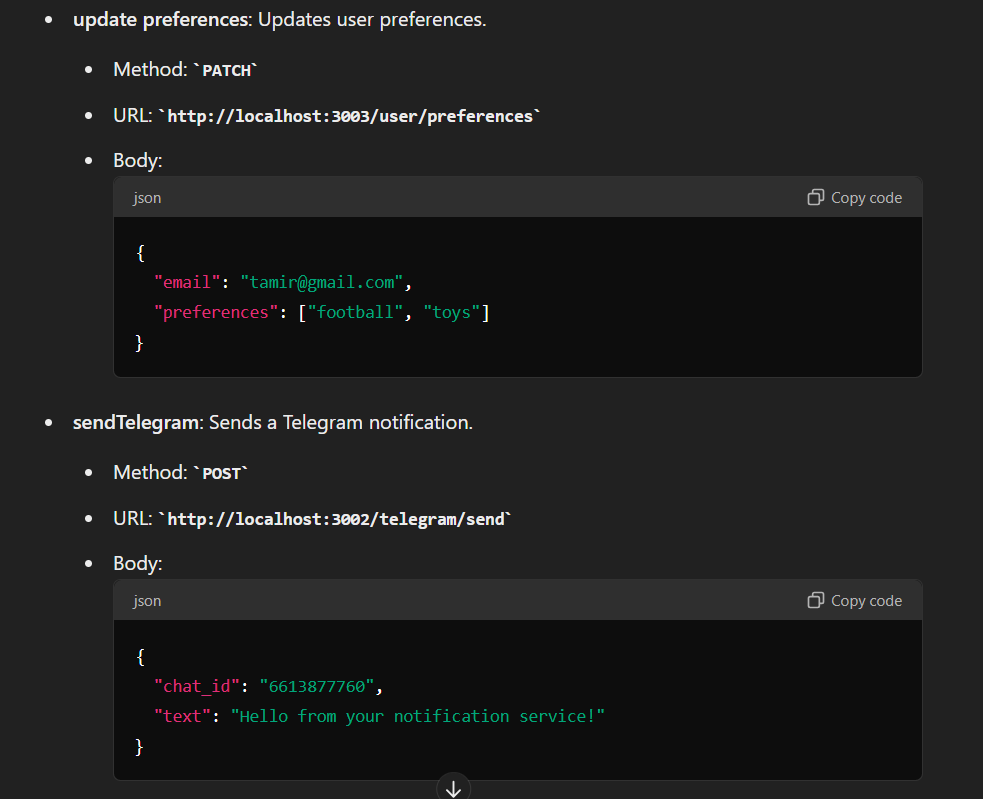 update preferences: Updates user preferences.
Method: `PATCH`
URL: `http://localhost:3003/user/preferences`
Body:
json
Copy code
{
"email": "tamir@gmail.com",
"preferences": ["football", "toys"]
}
sendTelegram: Sends a Telegram notification.
Method: `POST`
URL: `http://localhost:3002/telegram/send`
Body:
json
Copy code
{
"chat_id": "6613877760",
"text": "Hello from your notification service!"
}